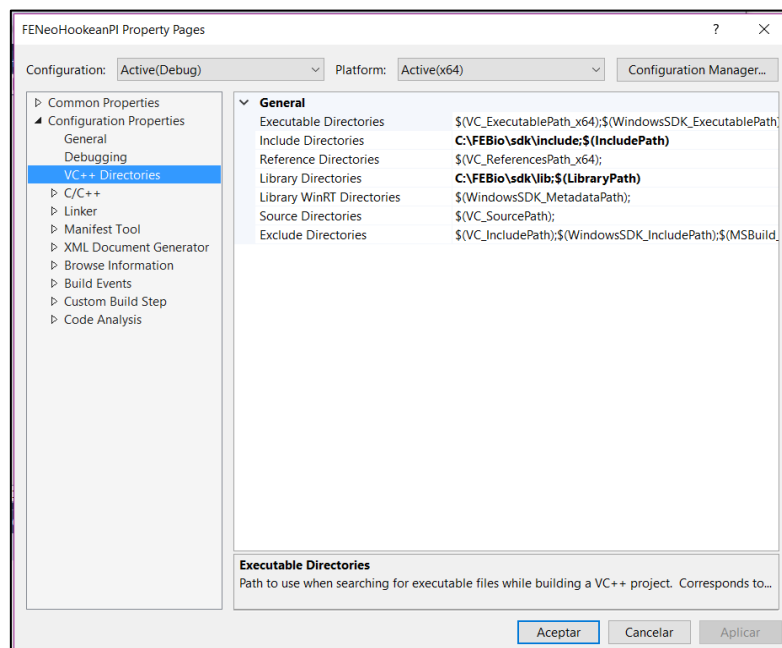 FENeoHookeanPI Property Pages ? X
Configuration: Active(Debug) Platform: Active(x64) Configuration Manager...
Common Properties
Configuration Properties
General
Debugging
VC++ Directories
C/C++
Linker
Manifest Tool
XML Document Generator
Browse Information
Build Events
Custom Build Step
Code Analysis
General
Executable Directories $(VC_ExecutablePath_x64);$(WindowsSDK_ExecutablePath
Include Directories C:\FEBio\sdk\include;$(IncludePath)
Reference Directories $(VC_ReferencesPath_x64);
Library Directories C:\FEBio\sdk\lib;$(LibraryPath)
Library WinRT Directories $(WindowsSDK_MetadataPath);
Source Directories $(VC_SourcePath);
Exclude Directories $(VC_IncludePath);$(WindowsSDK_IncludePath);$(MSBuild_
Executable Directories
Path to use when searching for executable files while building a VC++ project. Corresponds to...
Aceptar Cancelar Aplicar